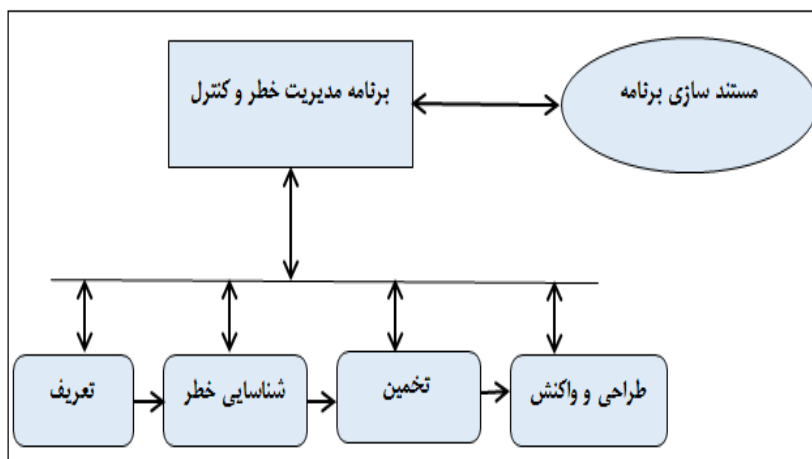 برنامه مدیریت خطر و کنترل
مستند سازی برنامه
تعریف
شناسایی خطر
تخمین
طراحی و واکنش